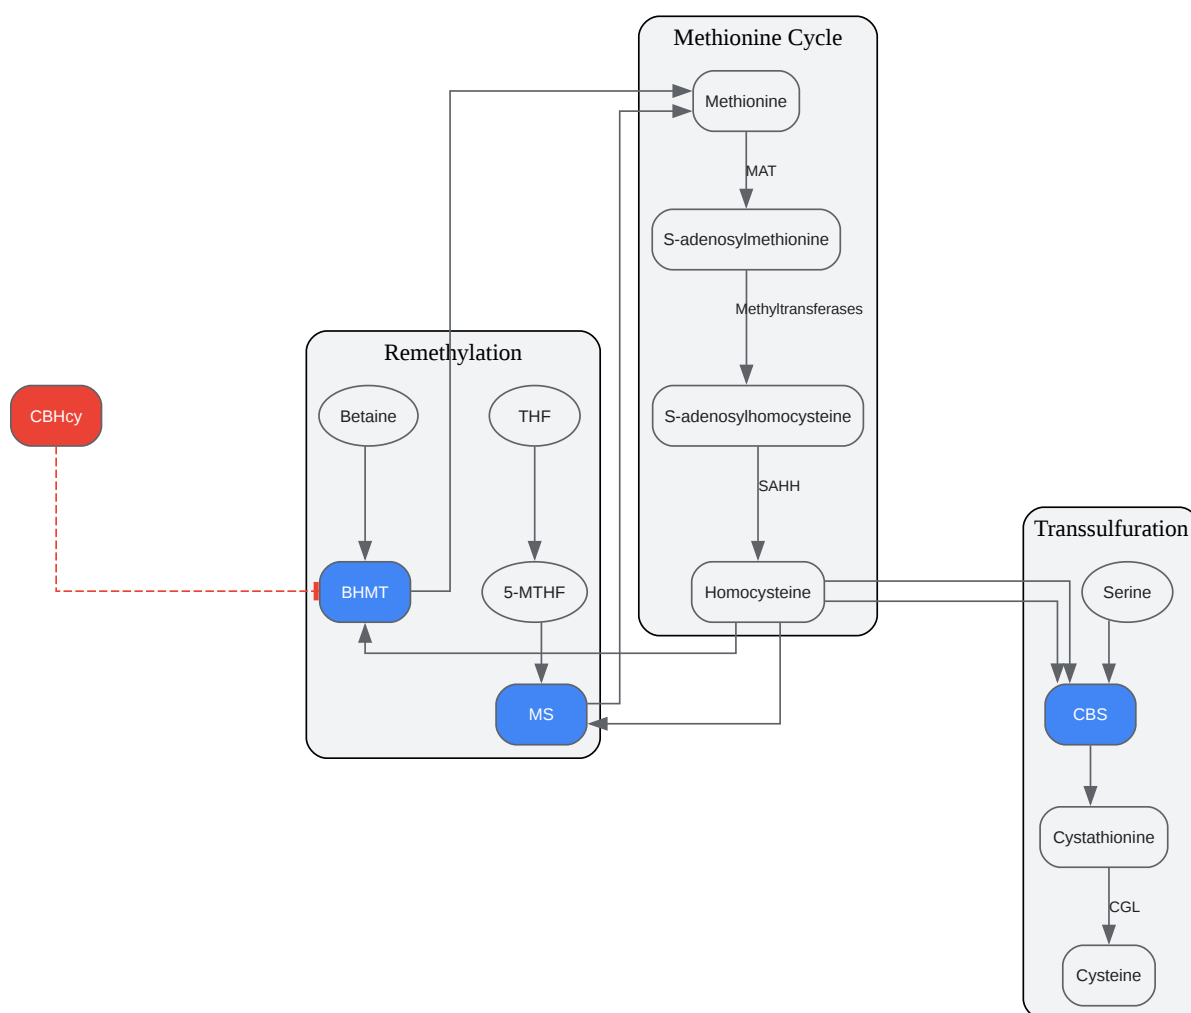 Methionine Cycle
Methionine
MAT
S-adenosylmethionine
Methyltransferases
Remethylation
CBHcy
Betaine
THF
S-adenosylhomocysteine
SAHH
Transsulfuration
BHMT
5-MTHF
Homocysteine
Serine
MS
CBS
Cystathionine
CGL
Cysteine